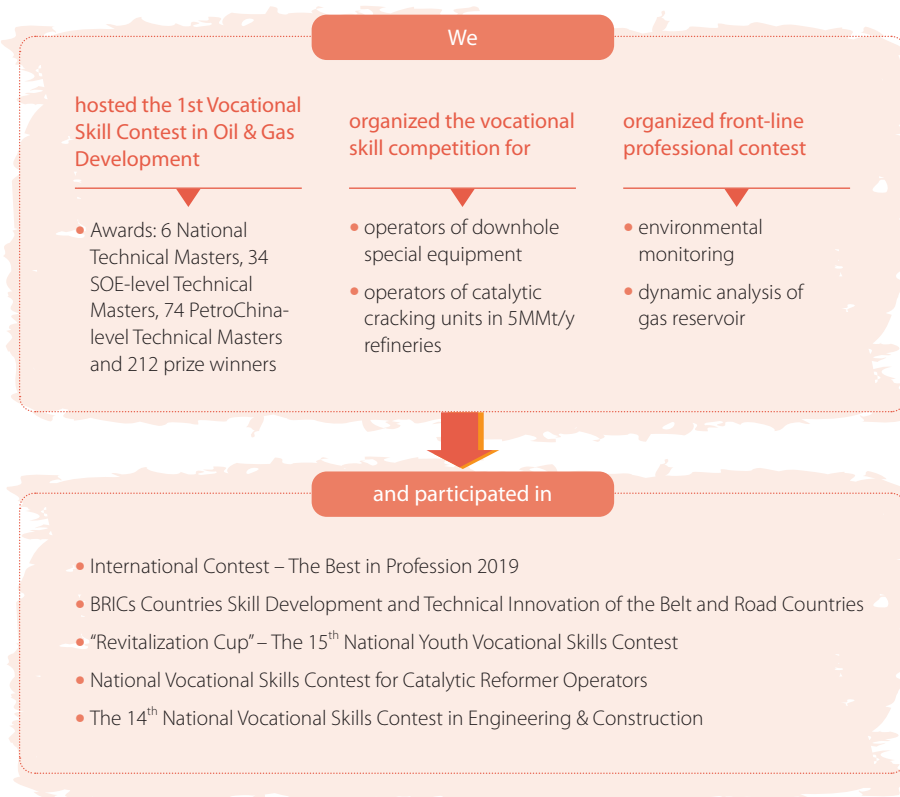 We
hosted the 1st Vocational
Skill Contest in Oil & Gas
Development
• Awards: 6 National
Technical Masters, 34
SOE-level Technical
Masters, 74 PetroChina-
level Technical Masters
and 212 prize winners
organized the vocational
skill competition for
• operators of downhole
special equipment
• operators of catalytic
cracking units in 5MMt/y
refineries
organized front-line
professional contest
• environmental
monitoring
• dynamic analysis of
gas reservoir
and participated in
• International Contest – The Best in Profession 2019
• BRICs Countries Skill Development and Technical Innovation of the Belt and Road Countries
• “Revitalization Cup” – The 15th National Youth Vocational Skills Contest
• National Vocational Skills Contest for Catalytic Reformer Operators
• The 14th National Vocational Skills Contest in Engineering & Construction